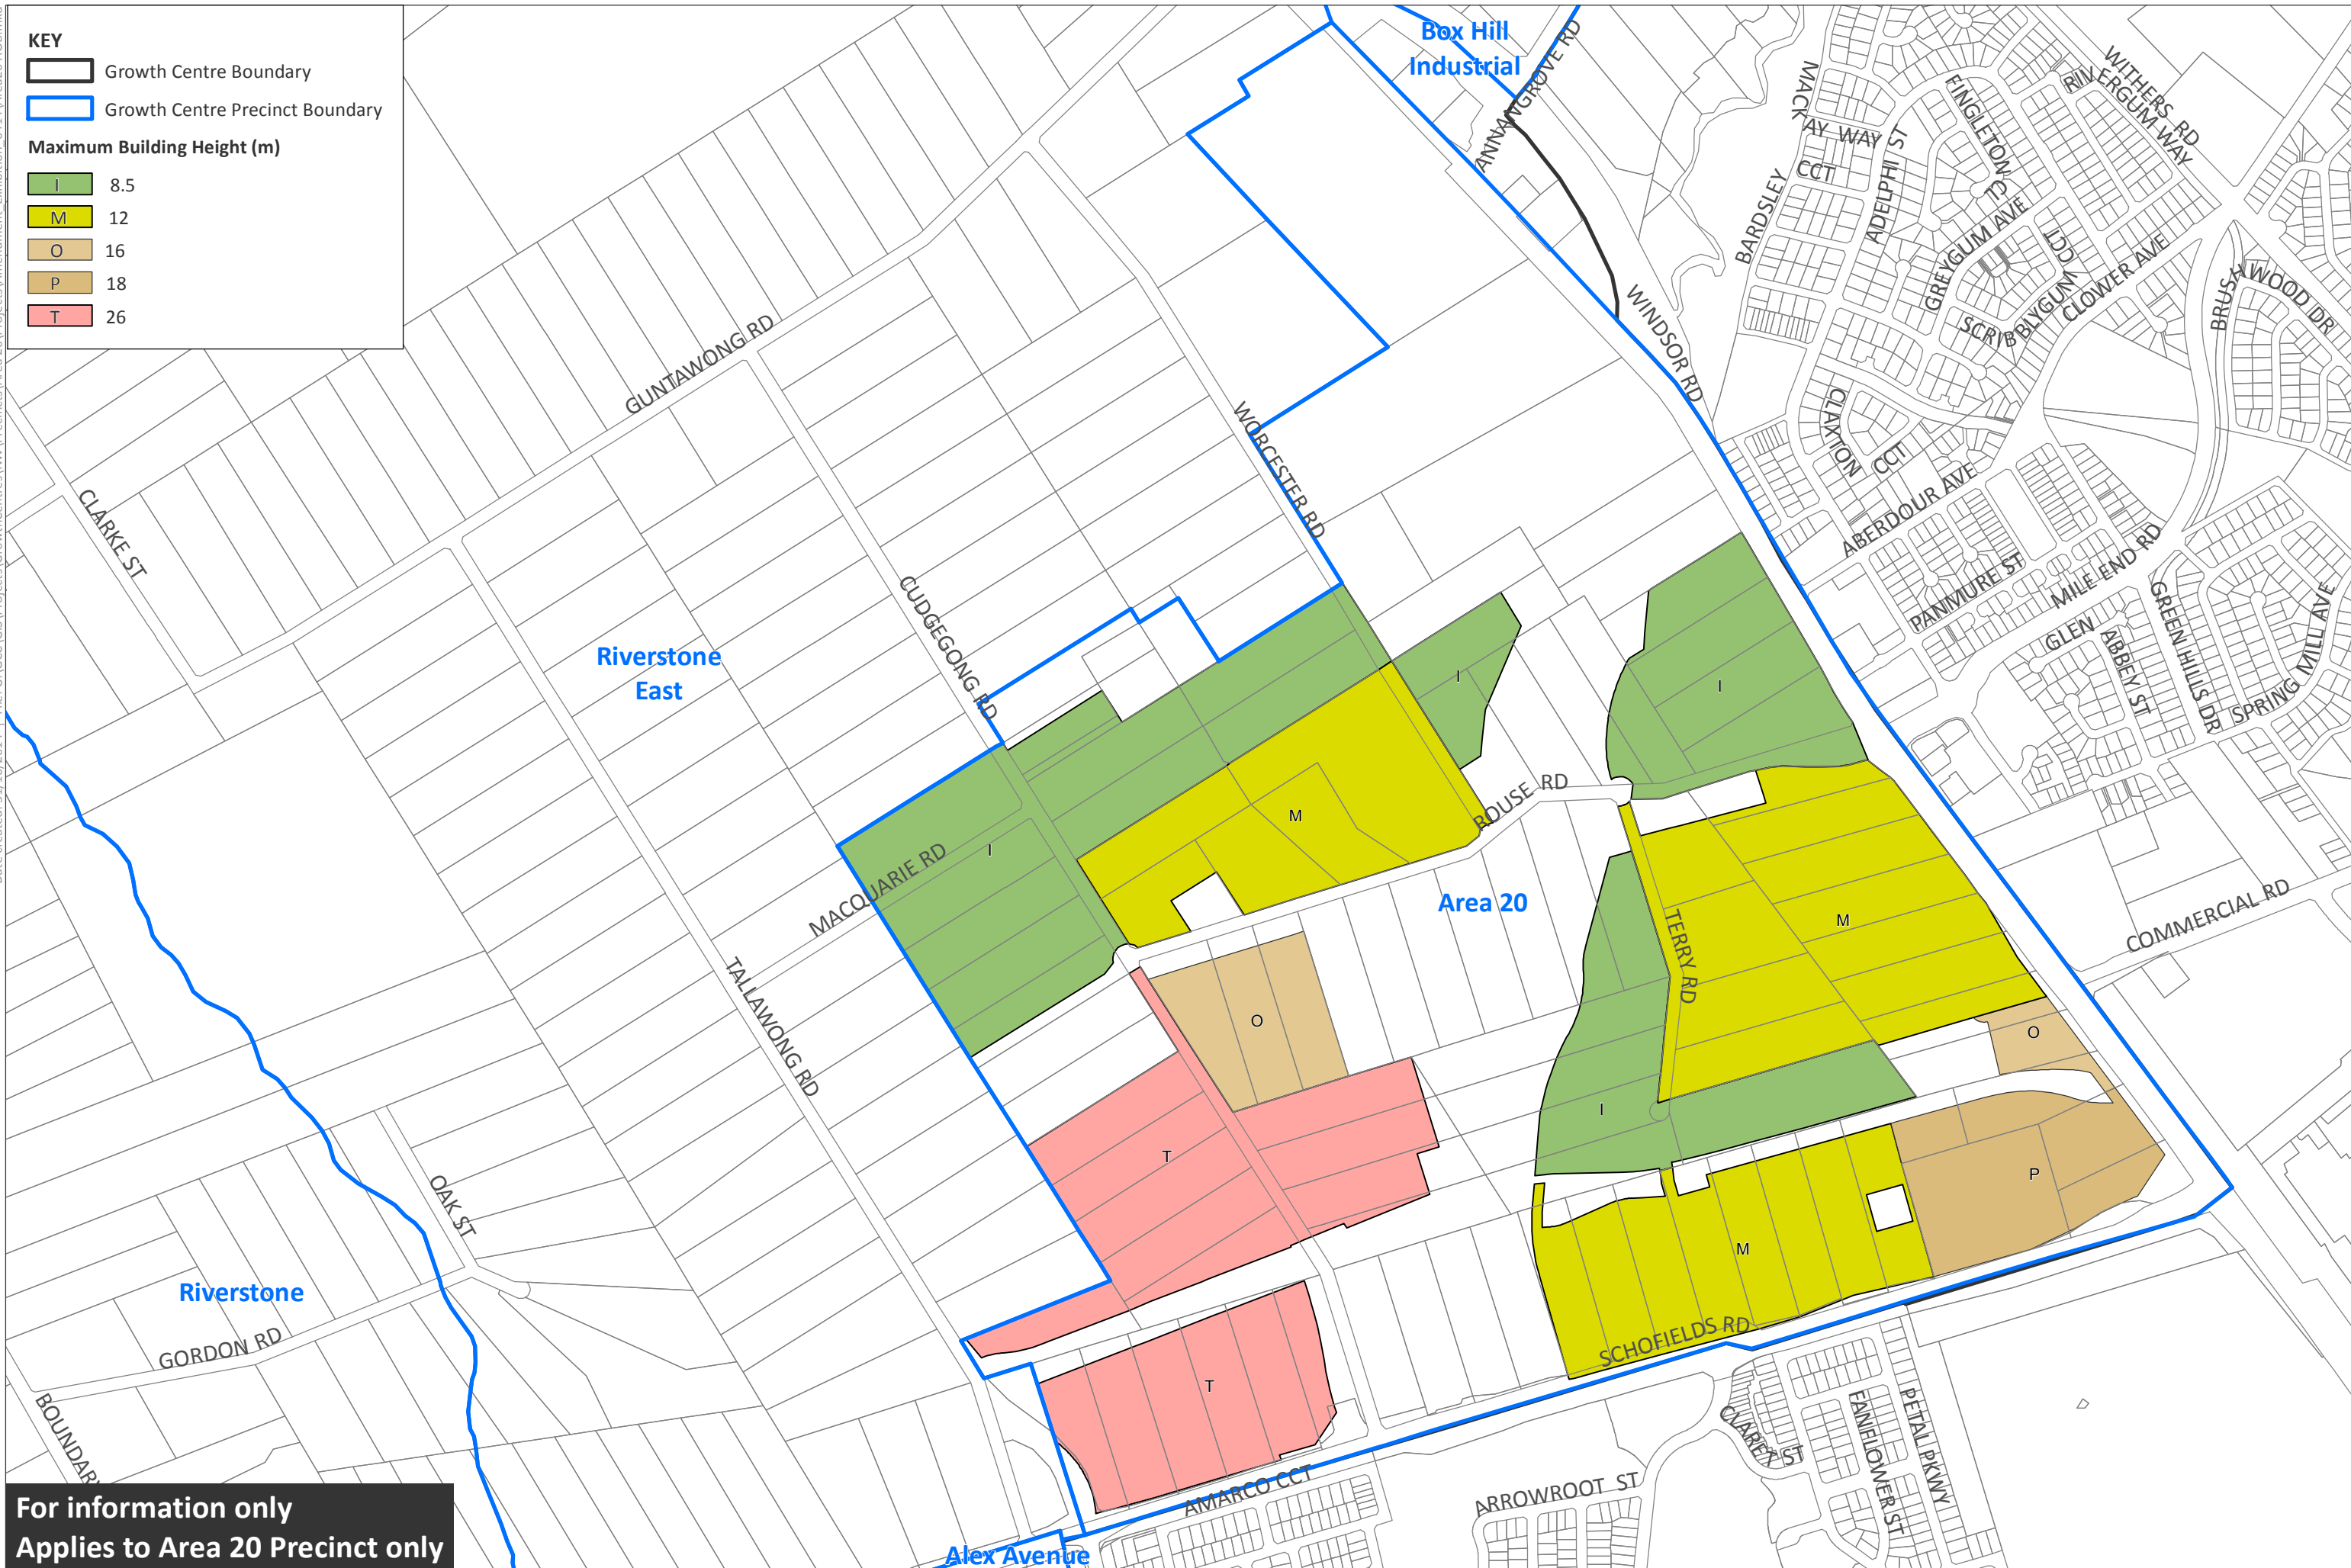 KEY
Growth Centre Boundary
Growth Centre Precinct Boundary
Maximum Building Height (m)
I 8.5
M 12
O 16
P 18
T 26
Box Hill
Industrial
ANNANGROVE RD
MACKAY WAY
WITHERS RD
RIVERGUM WAY
FINGLETON CL
BARDSLEY CCT
ADELPHI ST
GREYGUM AVE
SCRIBBLYGUM CCT
CLOWER AVE
BRUSHWOOD DR
WINDSOR RD
GUNTAWONG RD
WORCESTER RD
CLAXTON CCT
ABERDOUR AVE
PANMURE ST
MILE END RD
GLEN ABBEY ST
GREEN HILLS DR
SPRING MILL AVE
CLARKE ST
CUDGEGONG RD
Riverstone
East
I
I
I
M
ROUSE RD
MACQUARIE RD
Area 20
TERRY RD
M
COMMERCIAL RD
TALLAWONG RD
O
O
I
T
P
OAK ST
M
Riverstone
GORDON RD
SCHOFIELDS RD
T
BOUNDARY
CLARET ST
FANFLOWER ST
PETAL PKWY
AMARCO CCT
ARROWROOT ST
Alex Avenue
For information only
Applies to Area 20 Precinct only